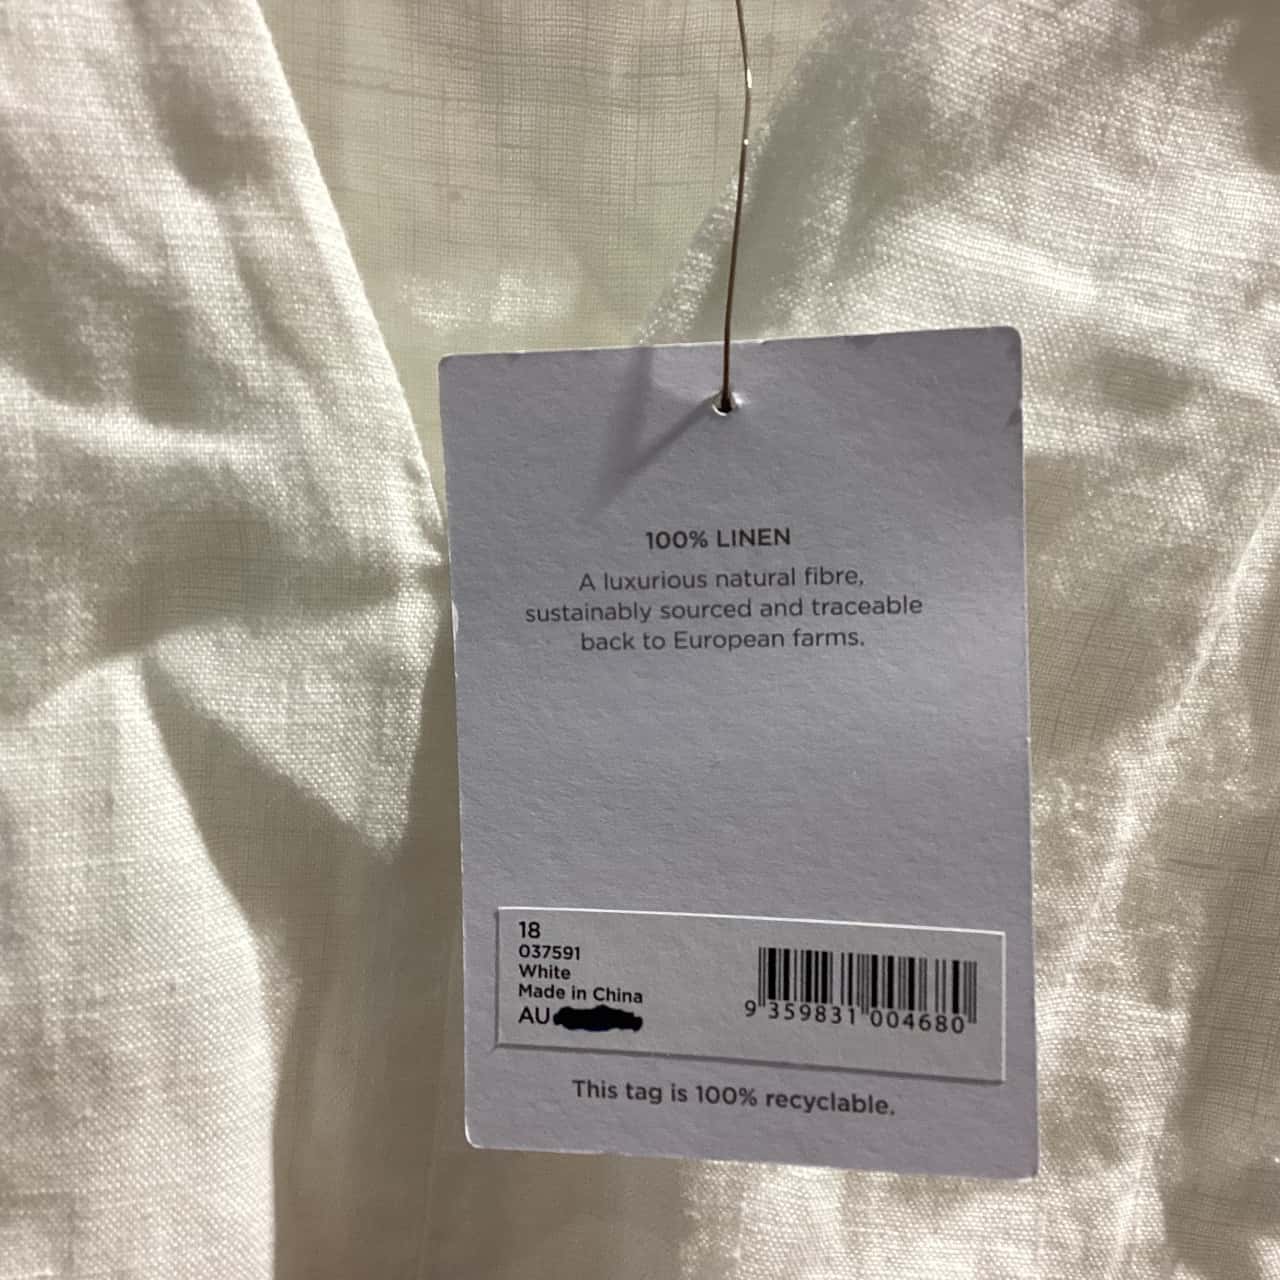 100% LINEN
A luxurious natural fibre,
sustainably sourced and traceable
back to European farms.
18
037591
White
Made in China
AU
9 359831 004680
This tag is 100% recyclable.